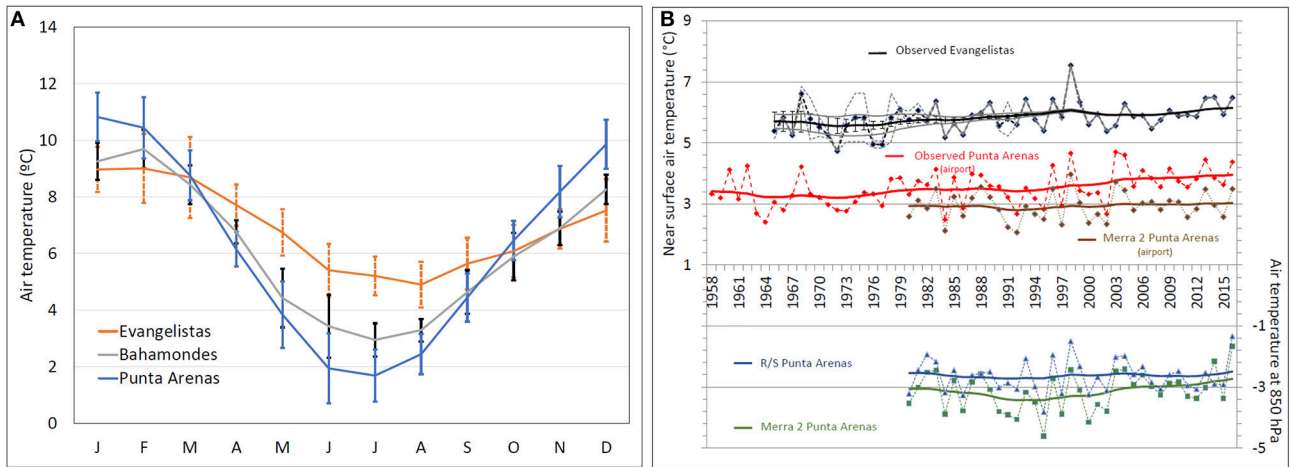 A
Air temperature (ºC)
14
12
10
8
6
4
2
0
Evangelistas
Bahamondes
Punta Arenas
J F M A M J J A S O N D
B
Near surface air temperature (°C)
9
7
5
3
1
Observed Evangelistas
Observed Punta Arenas
(airport)
Merra 2 Punta Arenas
(airport)
1958 1961 1964 1967 1970 1973 1976 1979 1982 1985 1988 1991 1994 1997 2000 2003 2006 2009 2012 2015
R/S Punta Arenas
Merra 2 Punta Arenas
-1
-3
-5
Air temperature at 850 hPa